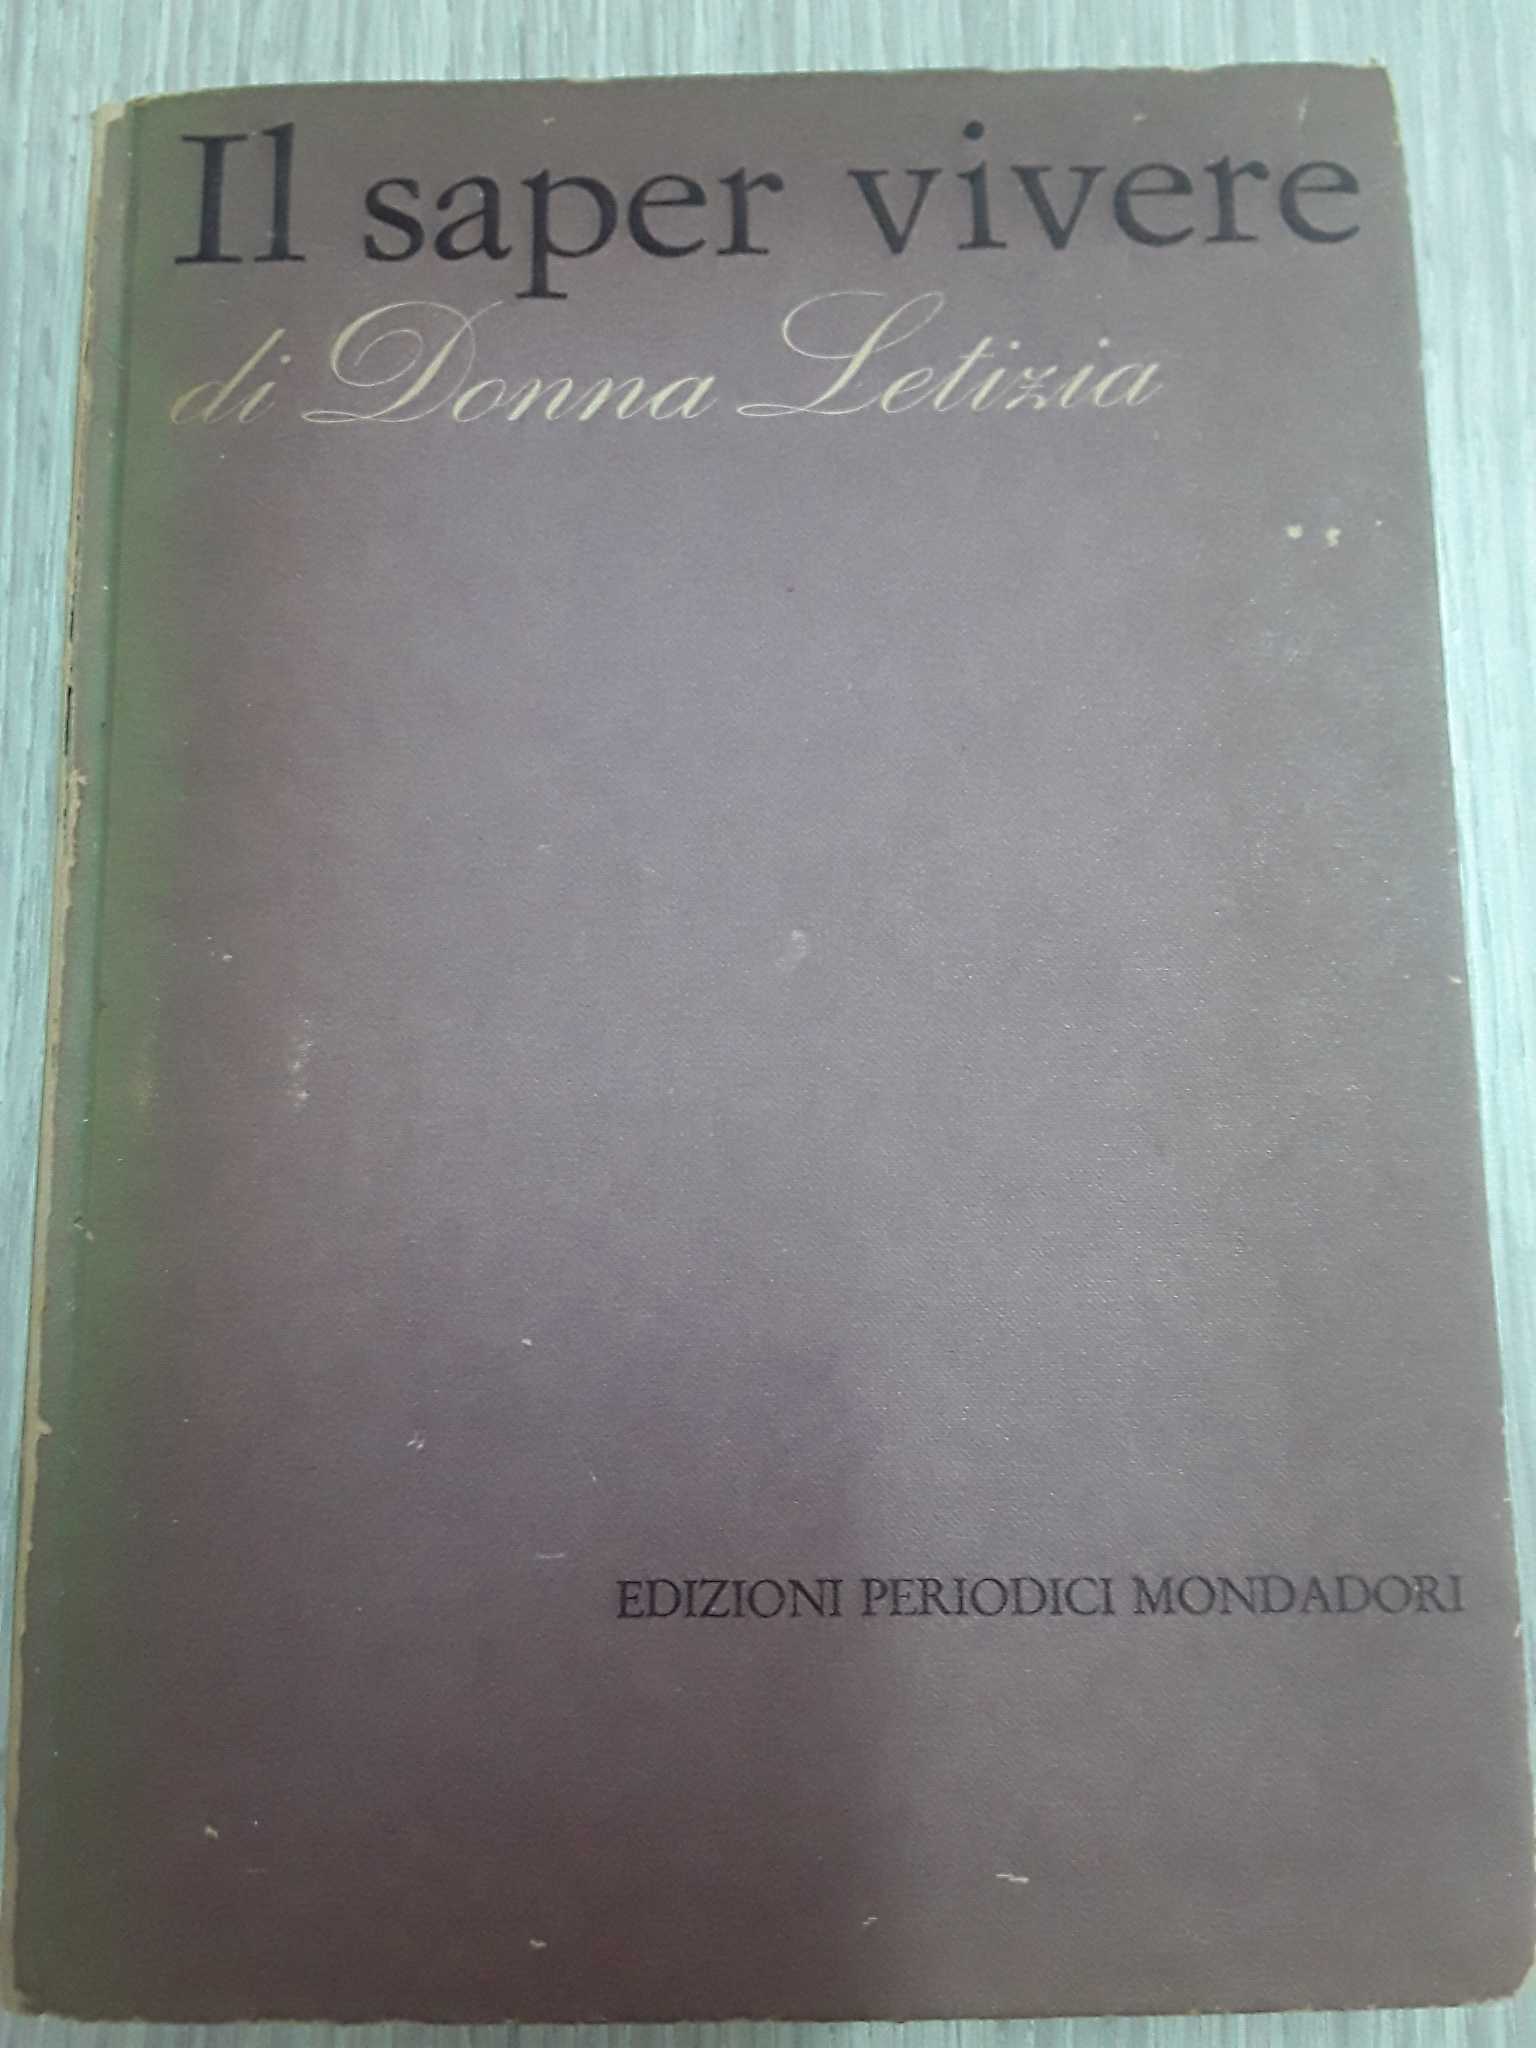 Il saper vivere
di Donna Letizia
EDIZIONI PERIODICI MONDADORI